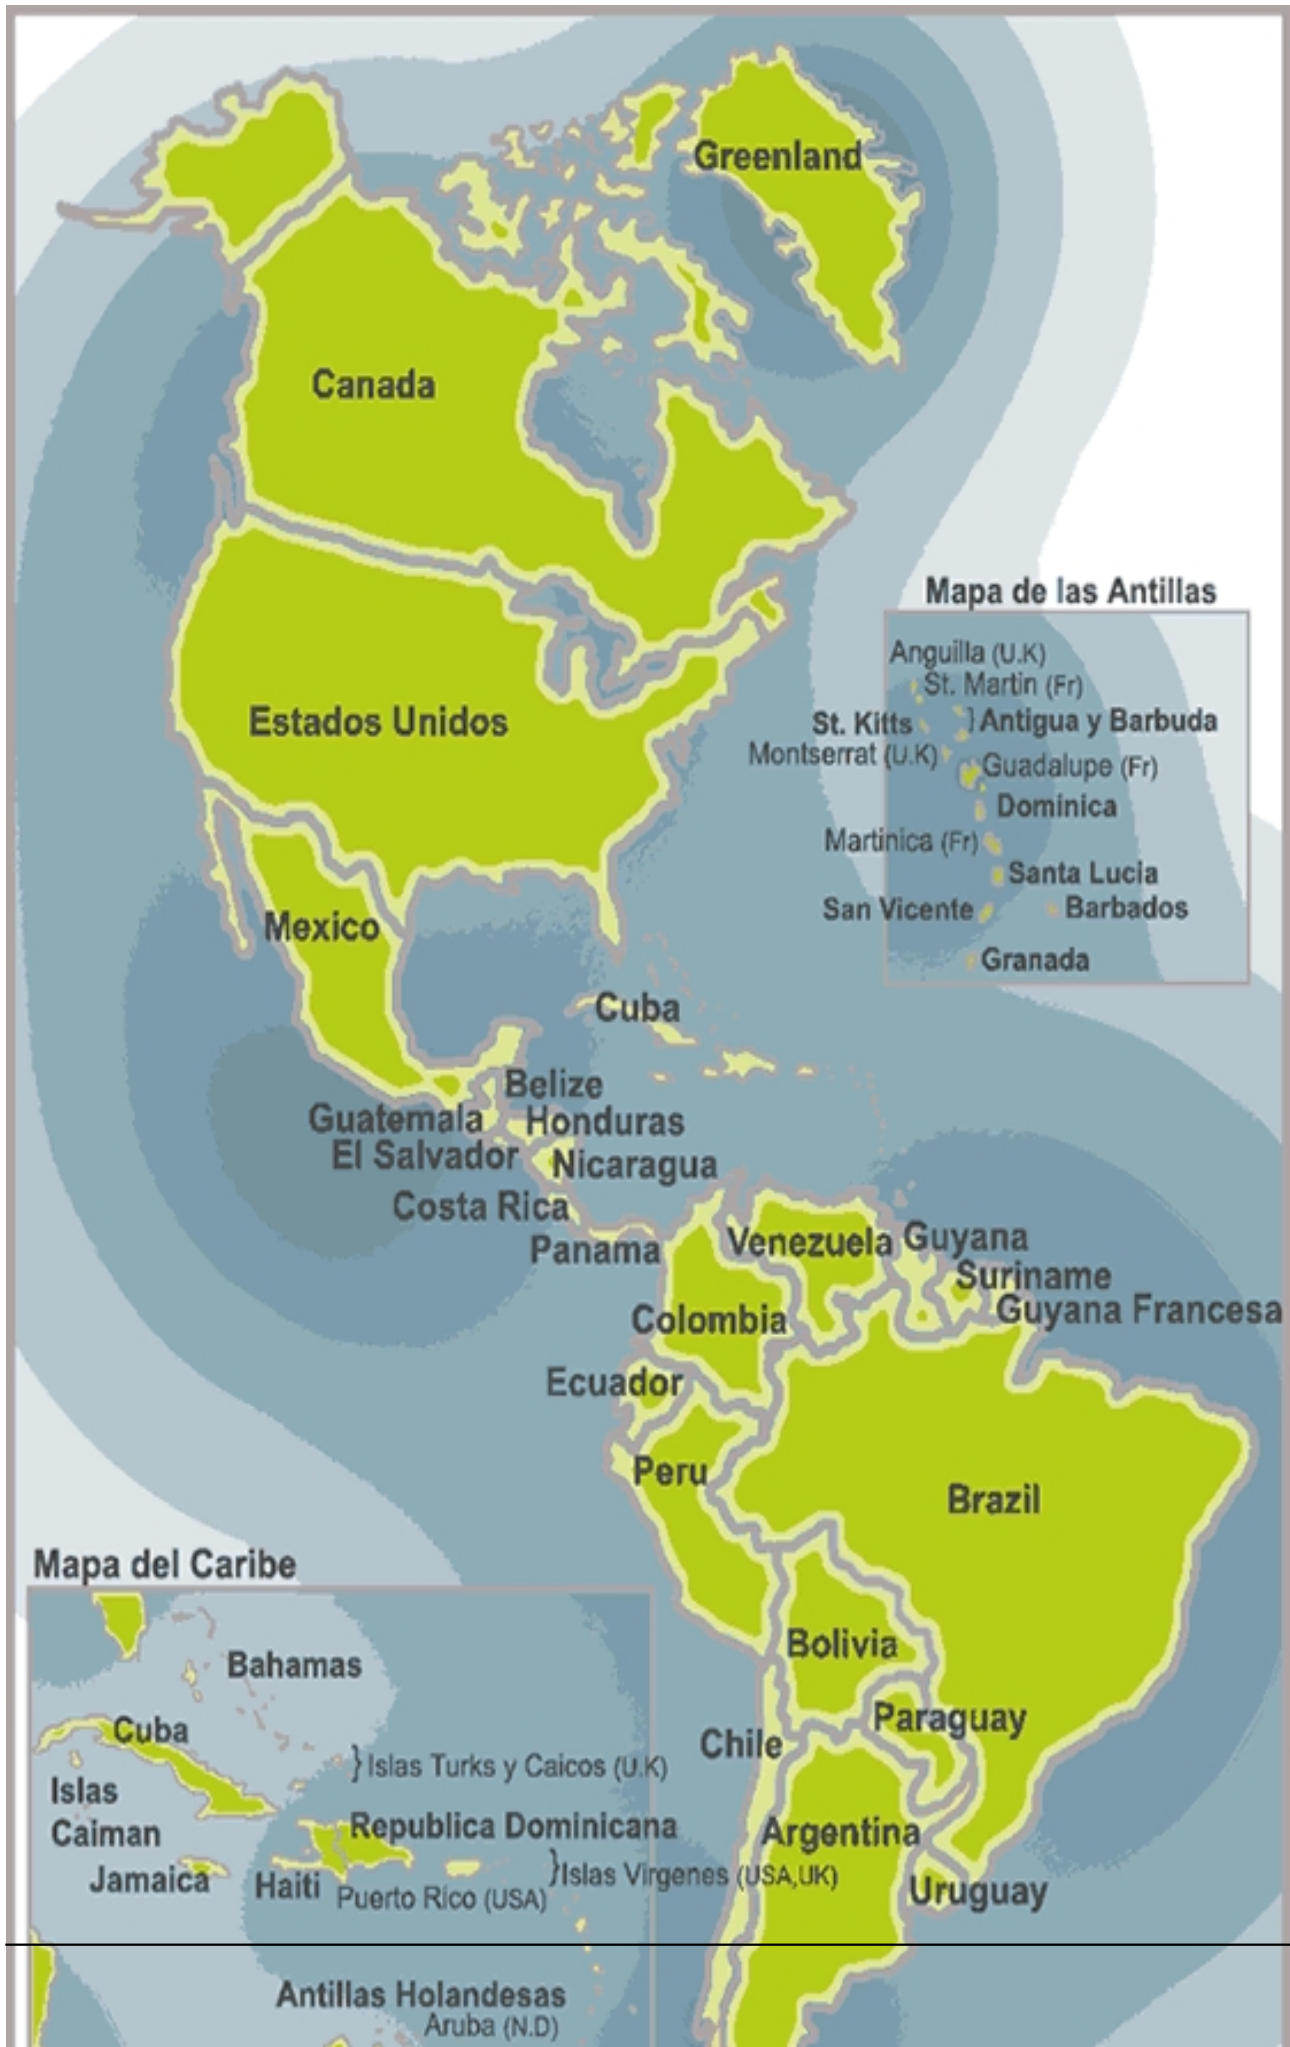 Greenland
Canada
Mapa de las Antillas
Anguilla (U.K)
St. Martin (Fr)
St. Kitts
Antigua y Barbuda
Estados Unidos
Montserrat (U.K)
Guadalupe (Fr)
Dominica
Martinica (Fr)
Santa Lucia
San Vicente
Barbados
Mexico
Granada
Cuba
Belize
Guatemala
Honduras
El Salvador
Nicaragua
Costa Rica
Panama
Venezuela
Guyana
Suriname
Guyana Francesa
Colombia
Ecuador
Peru
Brazil
Mapa del Caribe
Bolivia
Bahamas
Paraguay
Cuba
Chile
Islas Turks y Caicos (U.K)
Islas
Caiman
Republica Dominicana
Argentina
Jamaica
Haiti
Islas Virgenes (USA,UK)
Puerto Rico (USA)
Uruguay
Antillas Holandesas
Aruba (N.D)